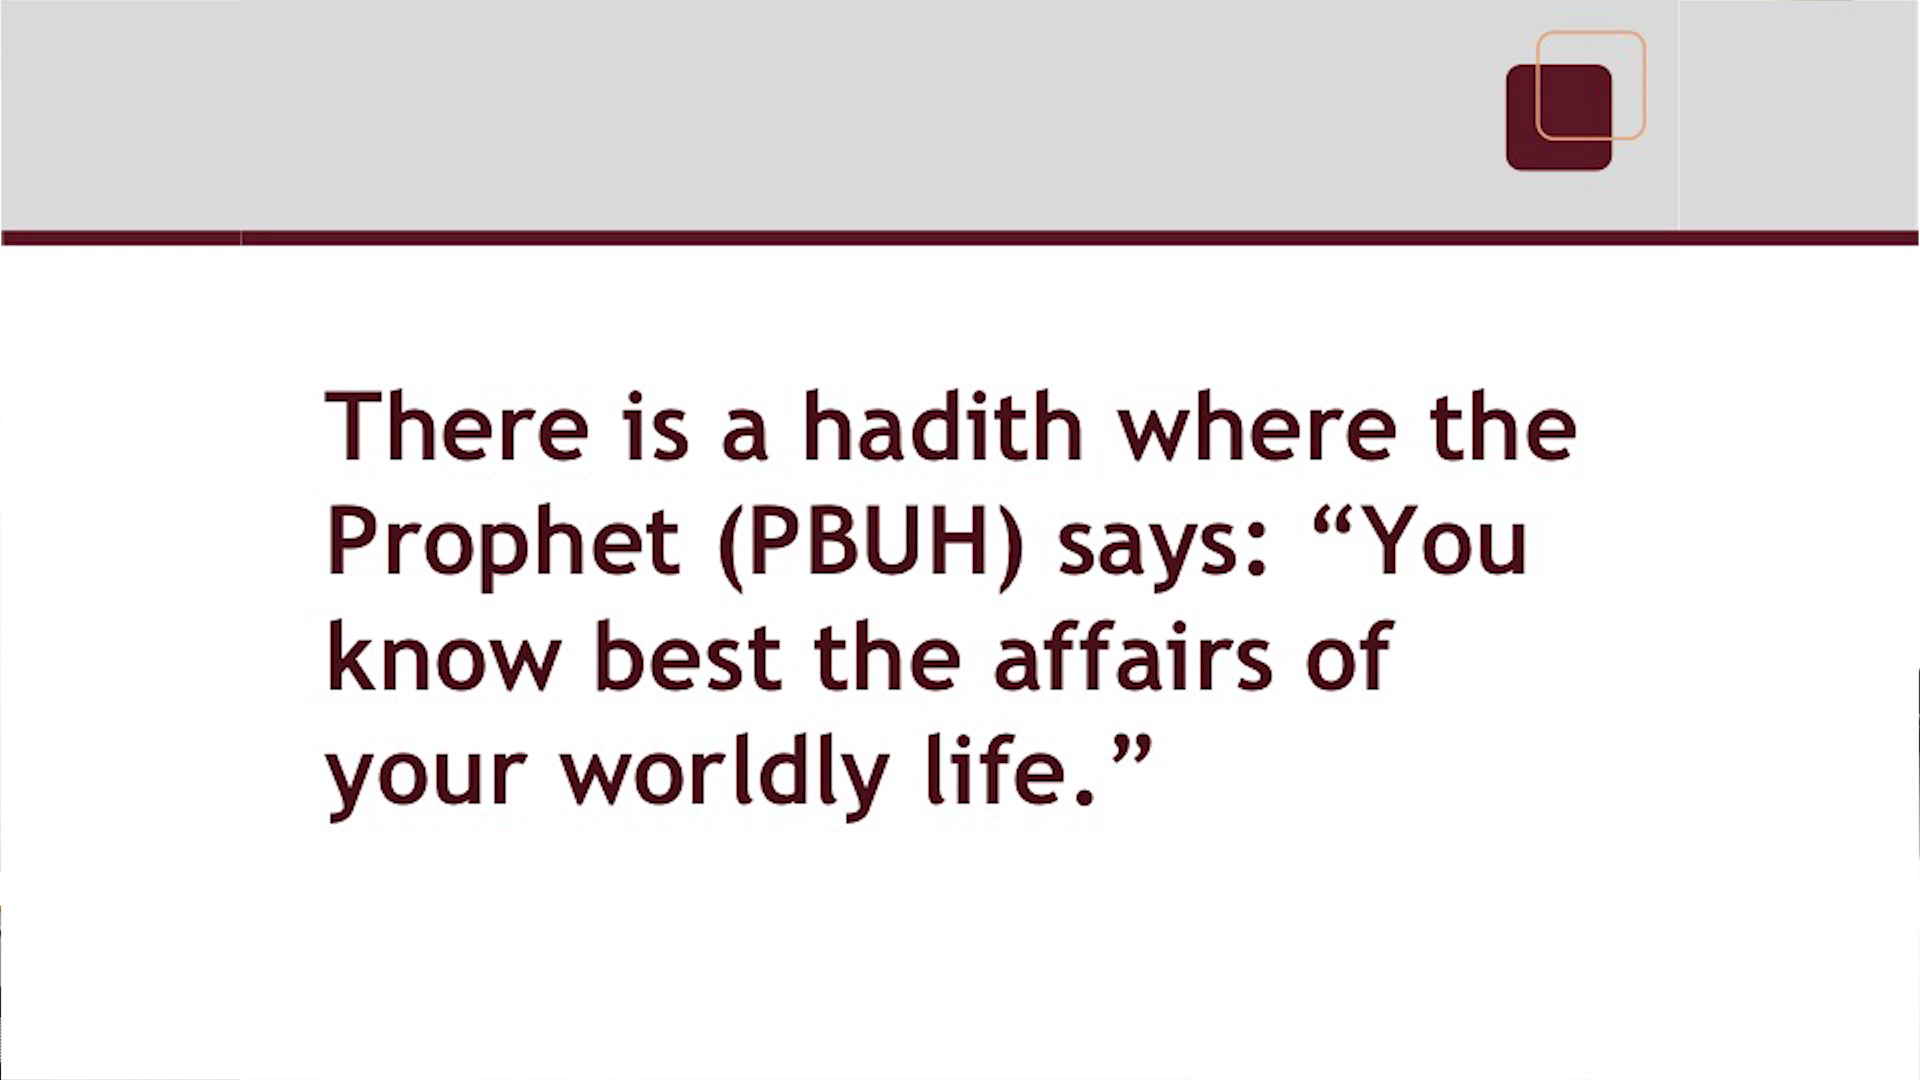 There is a hadith where the
Prophet (PBUH) says: “You
know best the affairs of
your worldly life.”